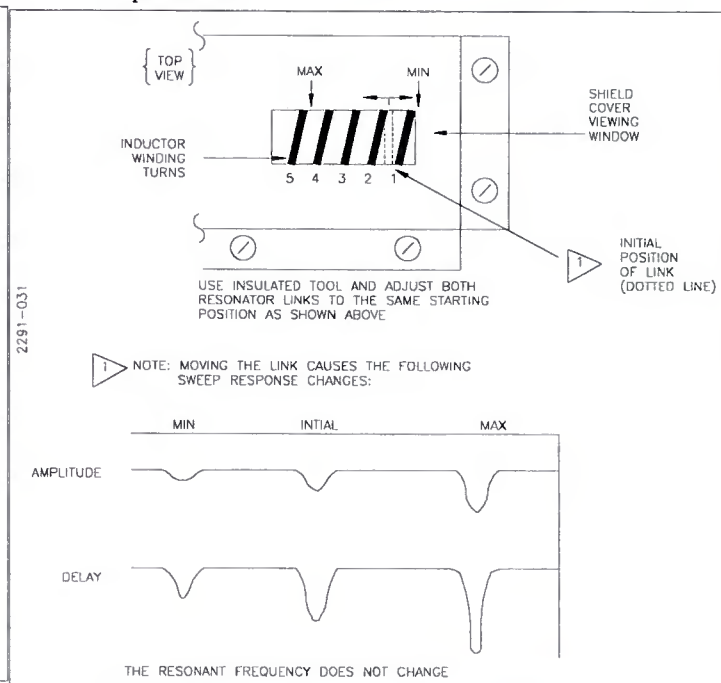 TOP
VIEW
MAX
MIN
SHIELD
COVER
VIEWING
WINDOW
INDUCTOR
WINDING
TURNS
5 4 3 2 1
1
INITIAL
POSITION
OF LINK
(DOTTED LINE)
USE INSULATED TOOL AND ADJUST BOTH
RESONATOR LINKS TO THE SAME STARTING
POSITION AS SHOWN ABOVE
2291-031
1 NOTE: MOVING THE LINK CAUSES THE FOLLOWING
SWEEP RESPONSE CHANGES:
MIN INTIAL MAX
AMPLITUDE
DELAY
THE RESONANT FREQUENCY DOES NOT CHANGE